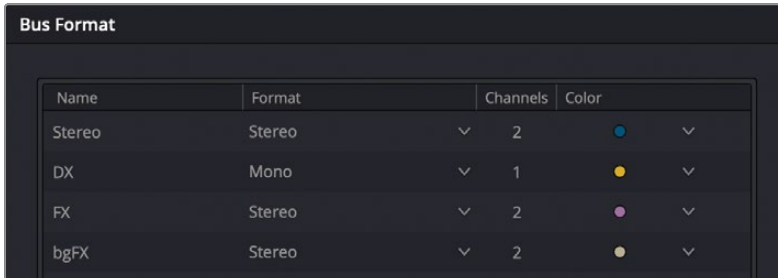 Bus Format
Name Format Channels Color
Stereo Stereo 2
DX Mono 1
FX Stereo 2
bgFX Stereo 2